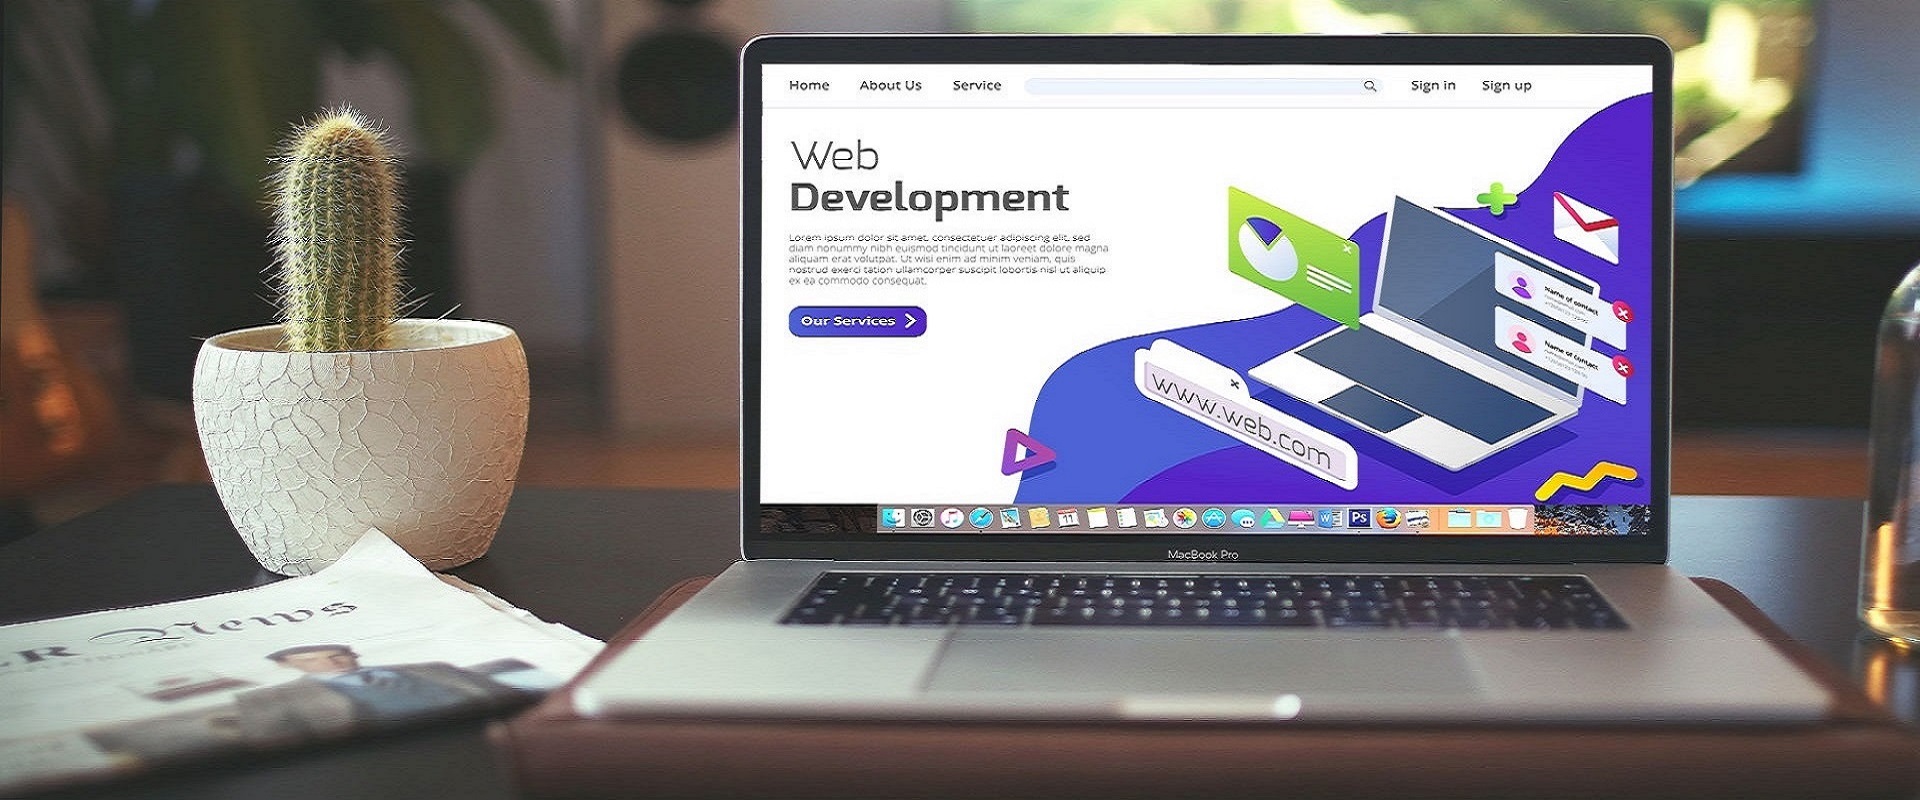 Home About Us Service Sign in Sign up
Web
Development
Lorem ipsum dolor sit amet, consectetuer adipiscing elit, sed
diam nonummy nibh euismod tincidunt ut laoreet dolore magna
aliquam erat volutpat. Ut wisi enim ad minim veniam, quis
nostrud exerci tation ullamcorper suscipit lobortis nisl ut aliquip
ex ea commodo consequat.
Our Services
Name of contact
Name of contact
www.web.com
11
W
Ps
MacBook Pro
News